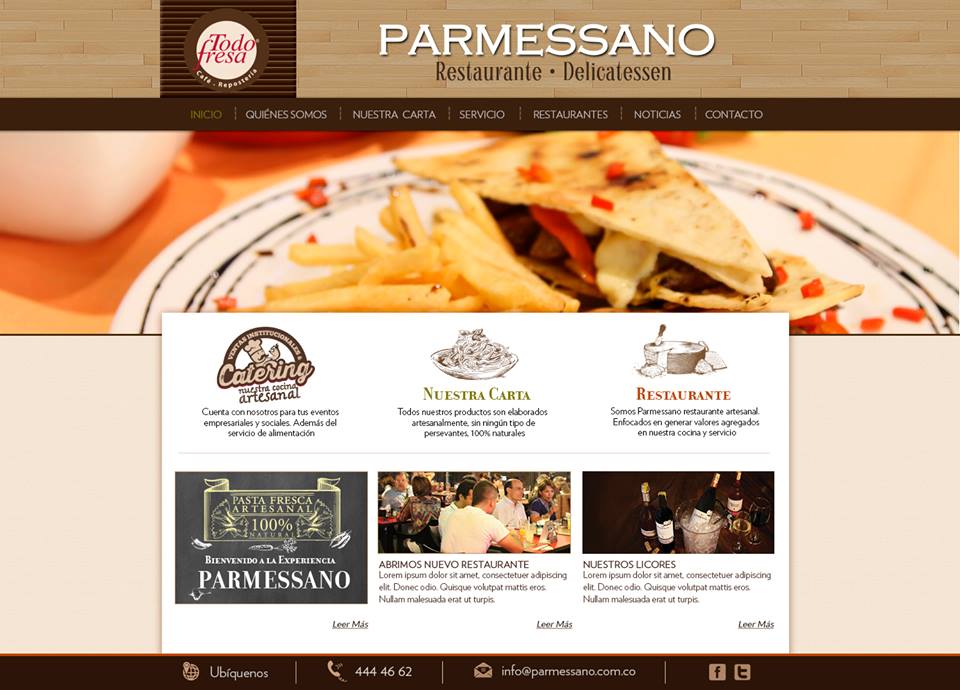 Todo
fresa®
Café . Repostería
PARMESSANO
Restaurante • Delicatessen
INICIO
QUIÉNES SOMOS
NUESTRA CARTA
SERVICIO
RESTAURANTES
NOTICIAS
CONTACTO
VENTAS INSTITUCIONALES &
Catering
nuestra cocina
artesanal
Cuenta con nosotros para tus eventos
empresariales y sociales. Además del
servicio de alimentación
NUESTRA CARTA
Todos nuestros productos son elaborados
artesanalmente, sin ningún tipo de
persevantes, 100% naturales
RESTAURANTE
Somos Parmessano restaurante artesanal.
Enfocados en generar valores agregados
en nuestra cocina y servicio
PASTA FRESCA
ARTESANAL
100%
NATURAL
BIENVENIDO A LA EXPERIENCIA
PARMESSANO
Leer Más
ABRIMOS NUEVO RESTAURANTE
Lorem ipsum dolor sit amet, consectetuer adipiscing
elit. Donec odio. Quisque volutpat mattis eros.
Nullam malesuada erat ut turpis.
Leer Más
NUESTROS LICORES
Lorem ipsum dolor sit amet, consectetuer adipiscing
elit. Donec odio. Quisque volutpat mattis eros.
Nullam malesuada erat ut turpis.
Leer Más
Ubíquenos
444 46 62
info@parmessano.com.co